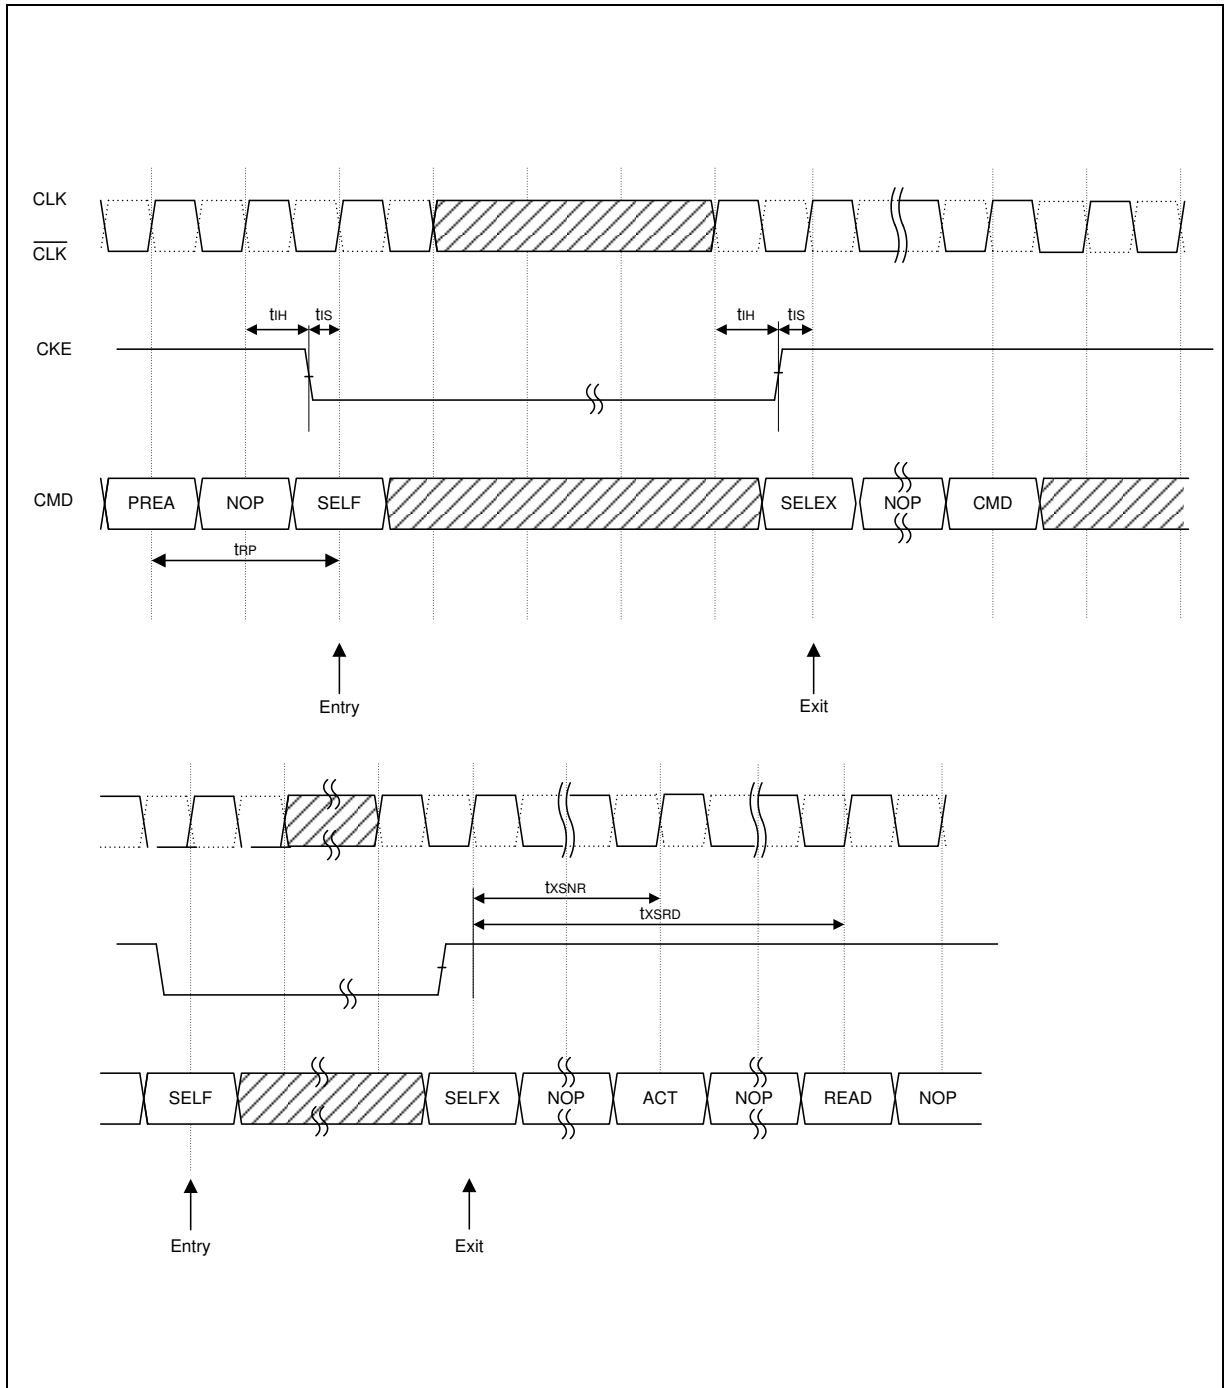 CLK
CLK
tIH tIS tIH tIS
CKE
CMD PREA NOP SELF SELEX NOP CMD
tRP
Entry Exit
tXSNR
tXSRD
SELF SELFX NOP ACT NOP READ NOP
Entry Exit